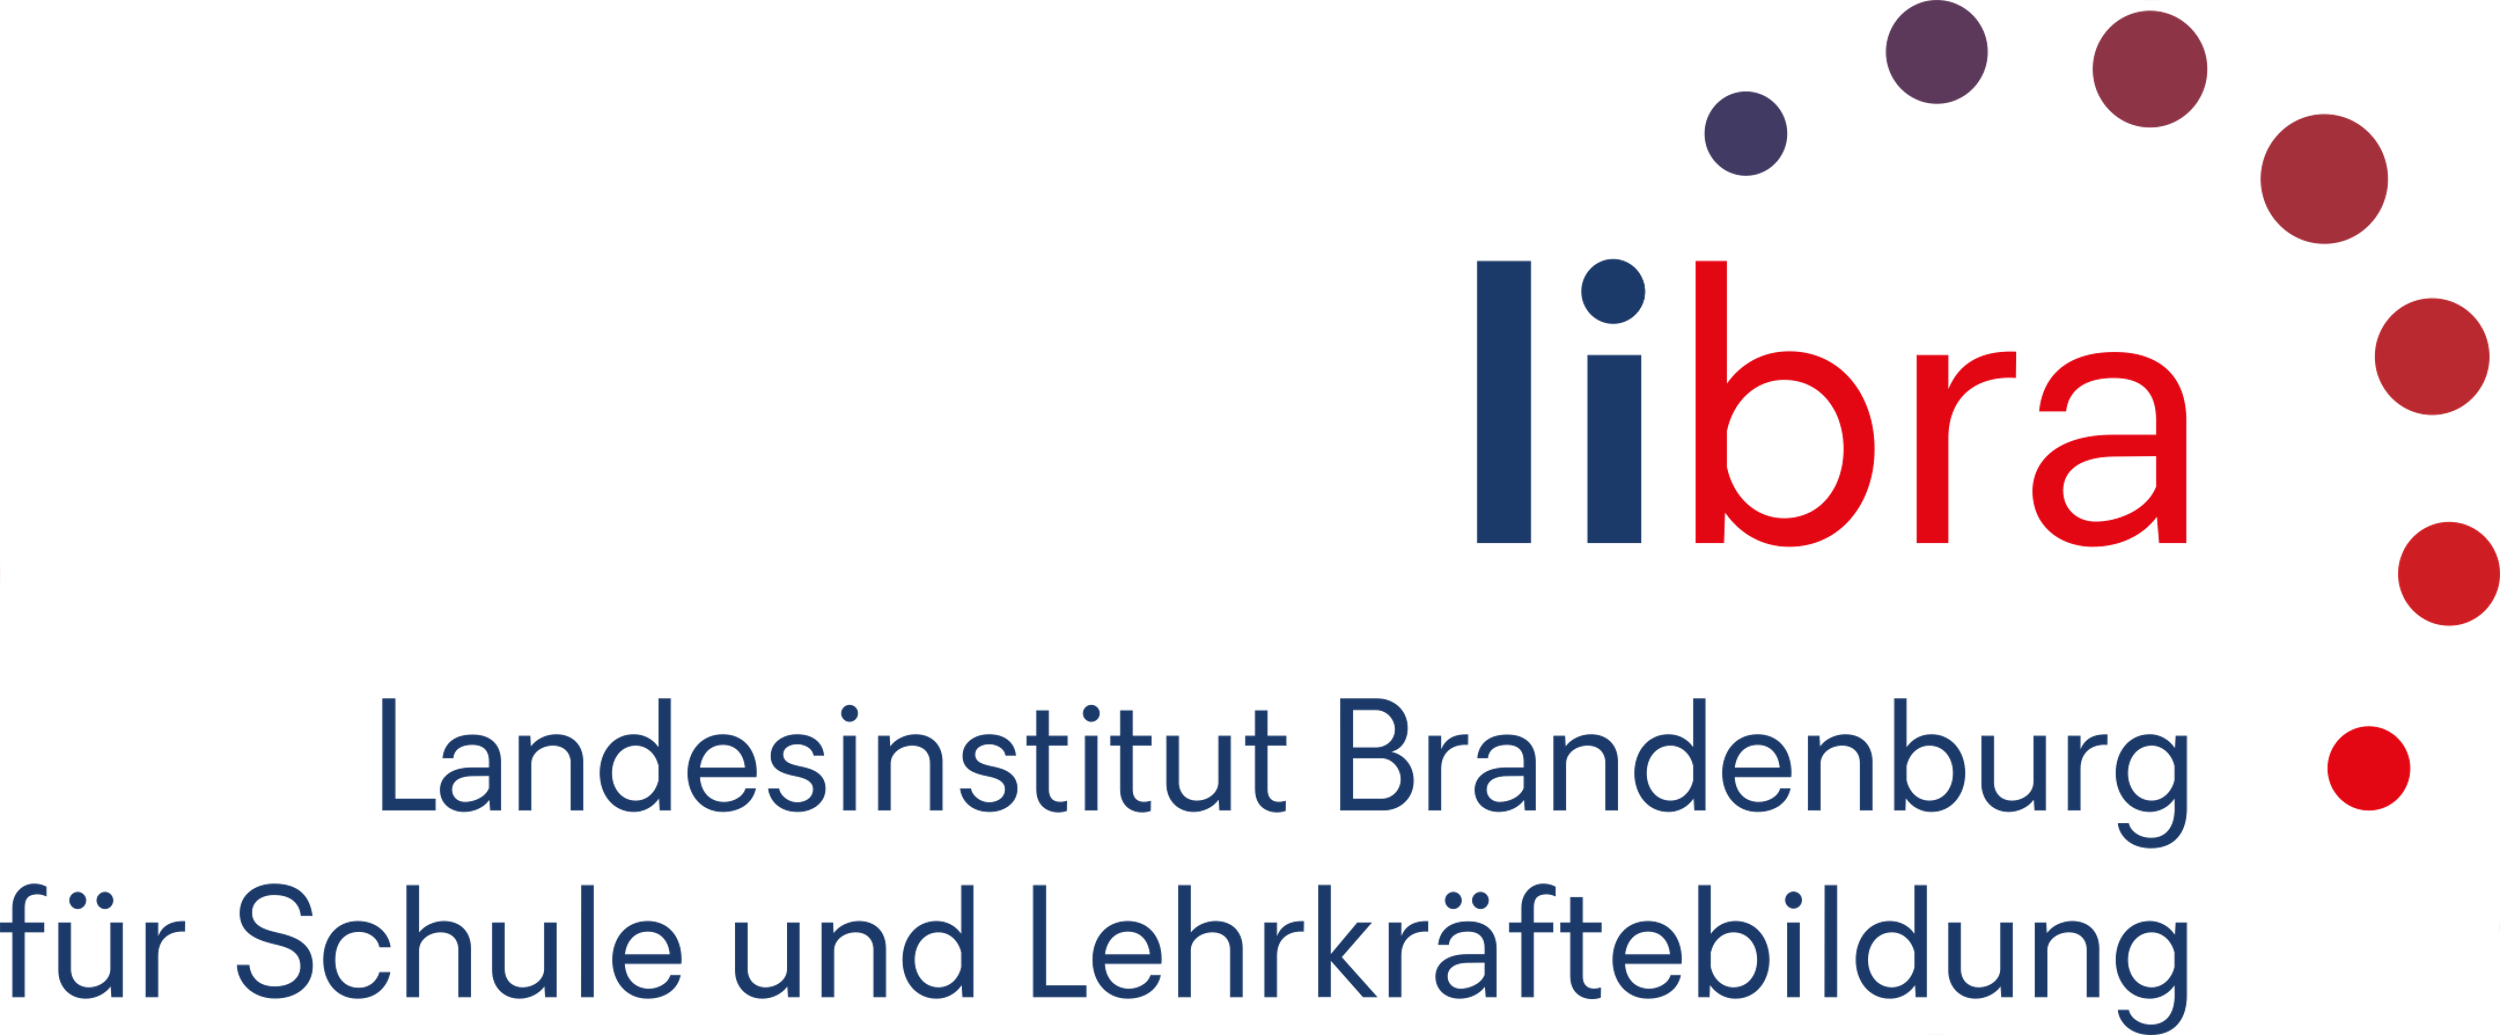 libra
Landesinstitut Brandenburg
für Schule und Lehrkräftebildung